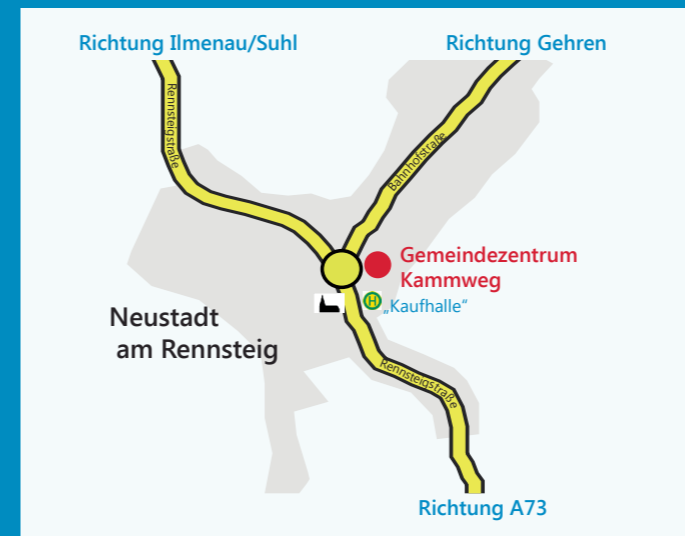 Richtung Ilmenau/Suhl
Richtung Gehren
Rennsteigstraße
Bahnhofstraße
Gemeindezentrum
Kammweg
H
„Kaufhalle“
Neustadt
am Rennsteig
Rennsteigstraße
Richtung A73